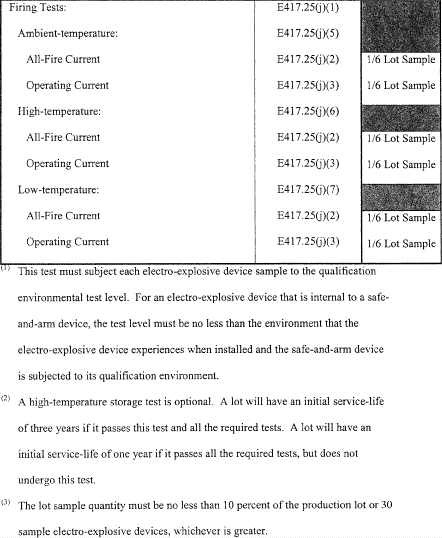 Firing Tests: E417.25(j)(1)
Ambient-temperature: E417.25(j)(5)
All-Fire Current E417.25(j)(2) 1/6 Lot Sample
Operating Current E417.25(j)(3) 1/6 Lot Sample
High-temperature: E417.25(j)(6)
All-Fire Current E417.25(j)(2) 1/6 Lot Sample
Operating Current E417.25(j)(3) 1/6 Lot Sample
Low-temperature: E417.25(j)(7)
All-Fire Current E417.25(j)(2) 1/6 Lot Sample
Operating Current E417.25(j)(3) 1/6 Lot Sample
(1) This test must subject each electro-explosive device sample to the qualification
environmental test level. For an electro-explosive device that is internal to a safe-
and-arm device, the test level must be no less than the environment that the
electro-explosive device experiences when installed and the safe-and-arm device
is subjected to its qualification environment.
(2) A high-temperature storage test is optional. A lot will have an initial service-life
of three years if it passes this test and all the required tests. A lot will have an
initial service-life of one year if it passes all the required tests, but does not
undergo this test.
(3) The lot sample quantity must be no less than 10 percent of the production lot or 30
sample electro-explosive devices, whichever is greater.